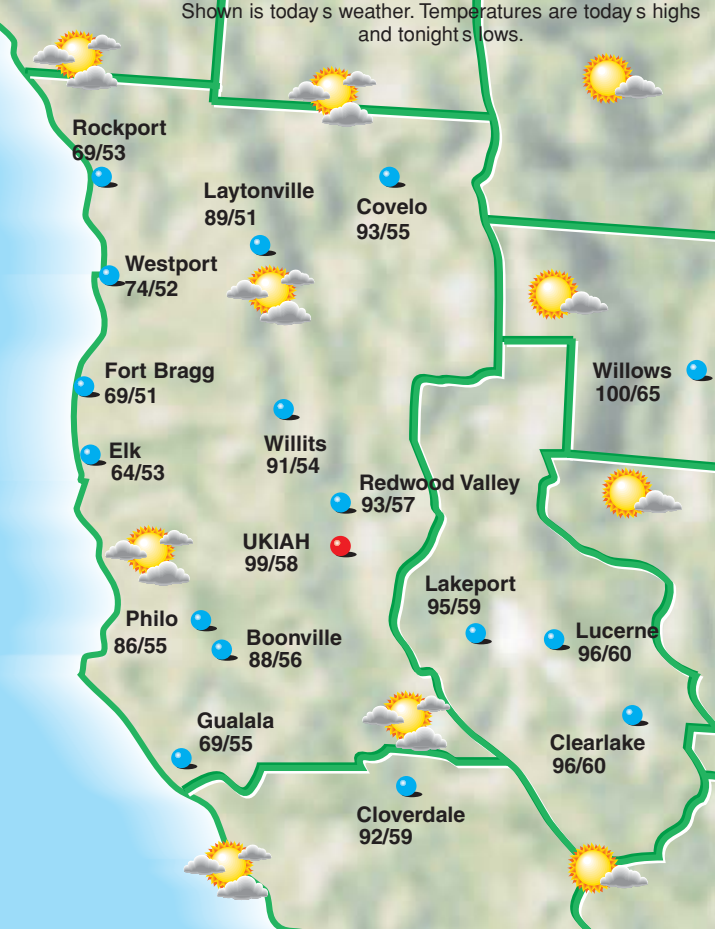 Shown is today s weather. Temperatures are today s highs
and tonight s lows.
Rockport
69/53
Laytonville
89/51
Covelo
93/55
Westport
74/52
Fort Bragg
69/51
Willows
100/65
Willits
91/54
Elk
64/53
Redwood Valley
93/57
UKIAH
99/58
Lakeport
95/59
Philo
86/55
Boonville
88/56
Lucerne
96/60
Gualala
69/55
Clearlake
96/60
Cloverdale
92/59